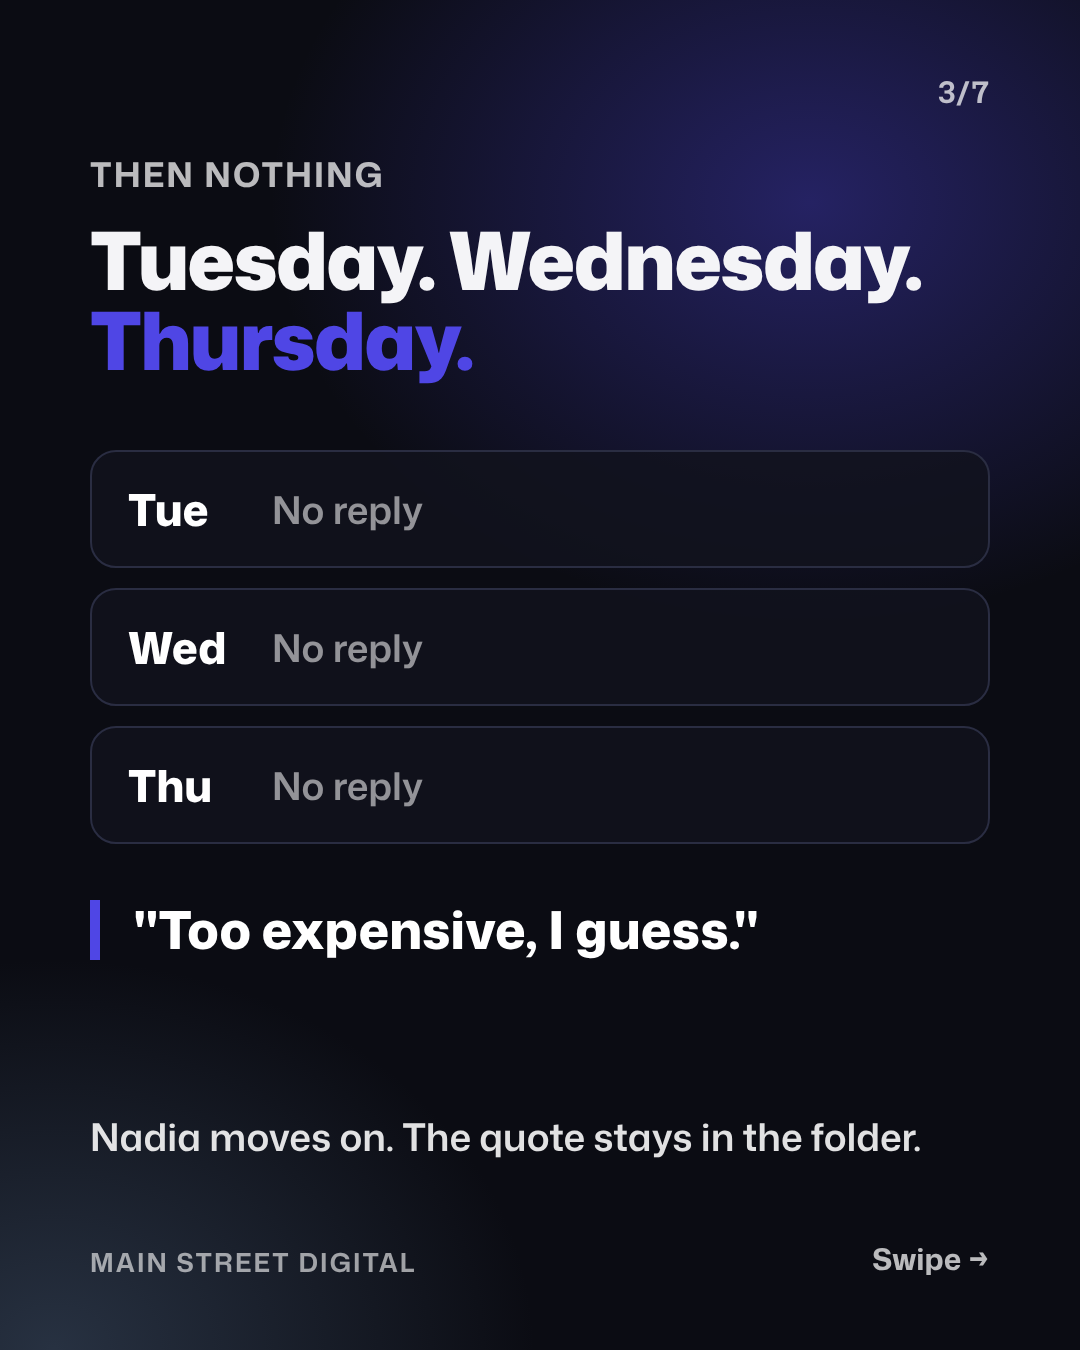 3/7
THEN NOTHING
Tuesday. Wednesday.
Thursday.
Tue No reply
Wed No reply
Thu No reply
"Too expensive, I guess."
Nadia moves on. The quote stays in the folder.
MAIN STREET DIGITAL
Swipe →